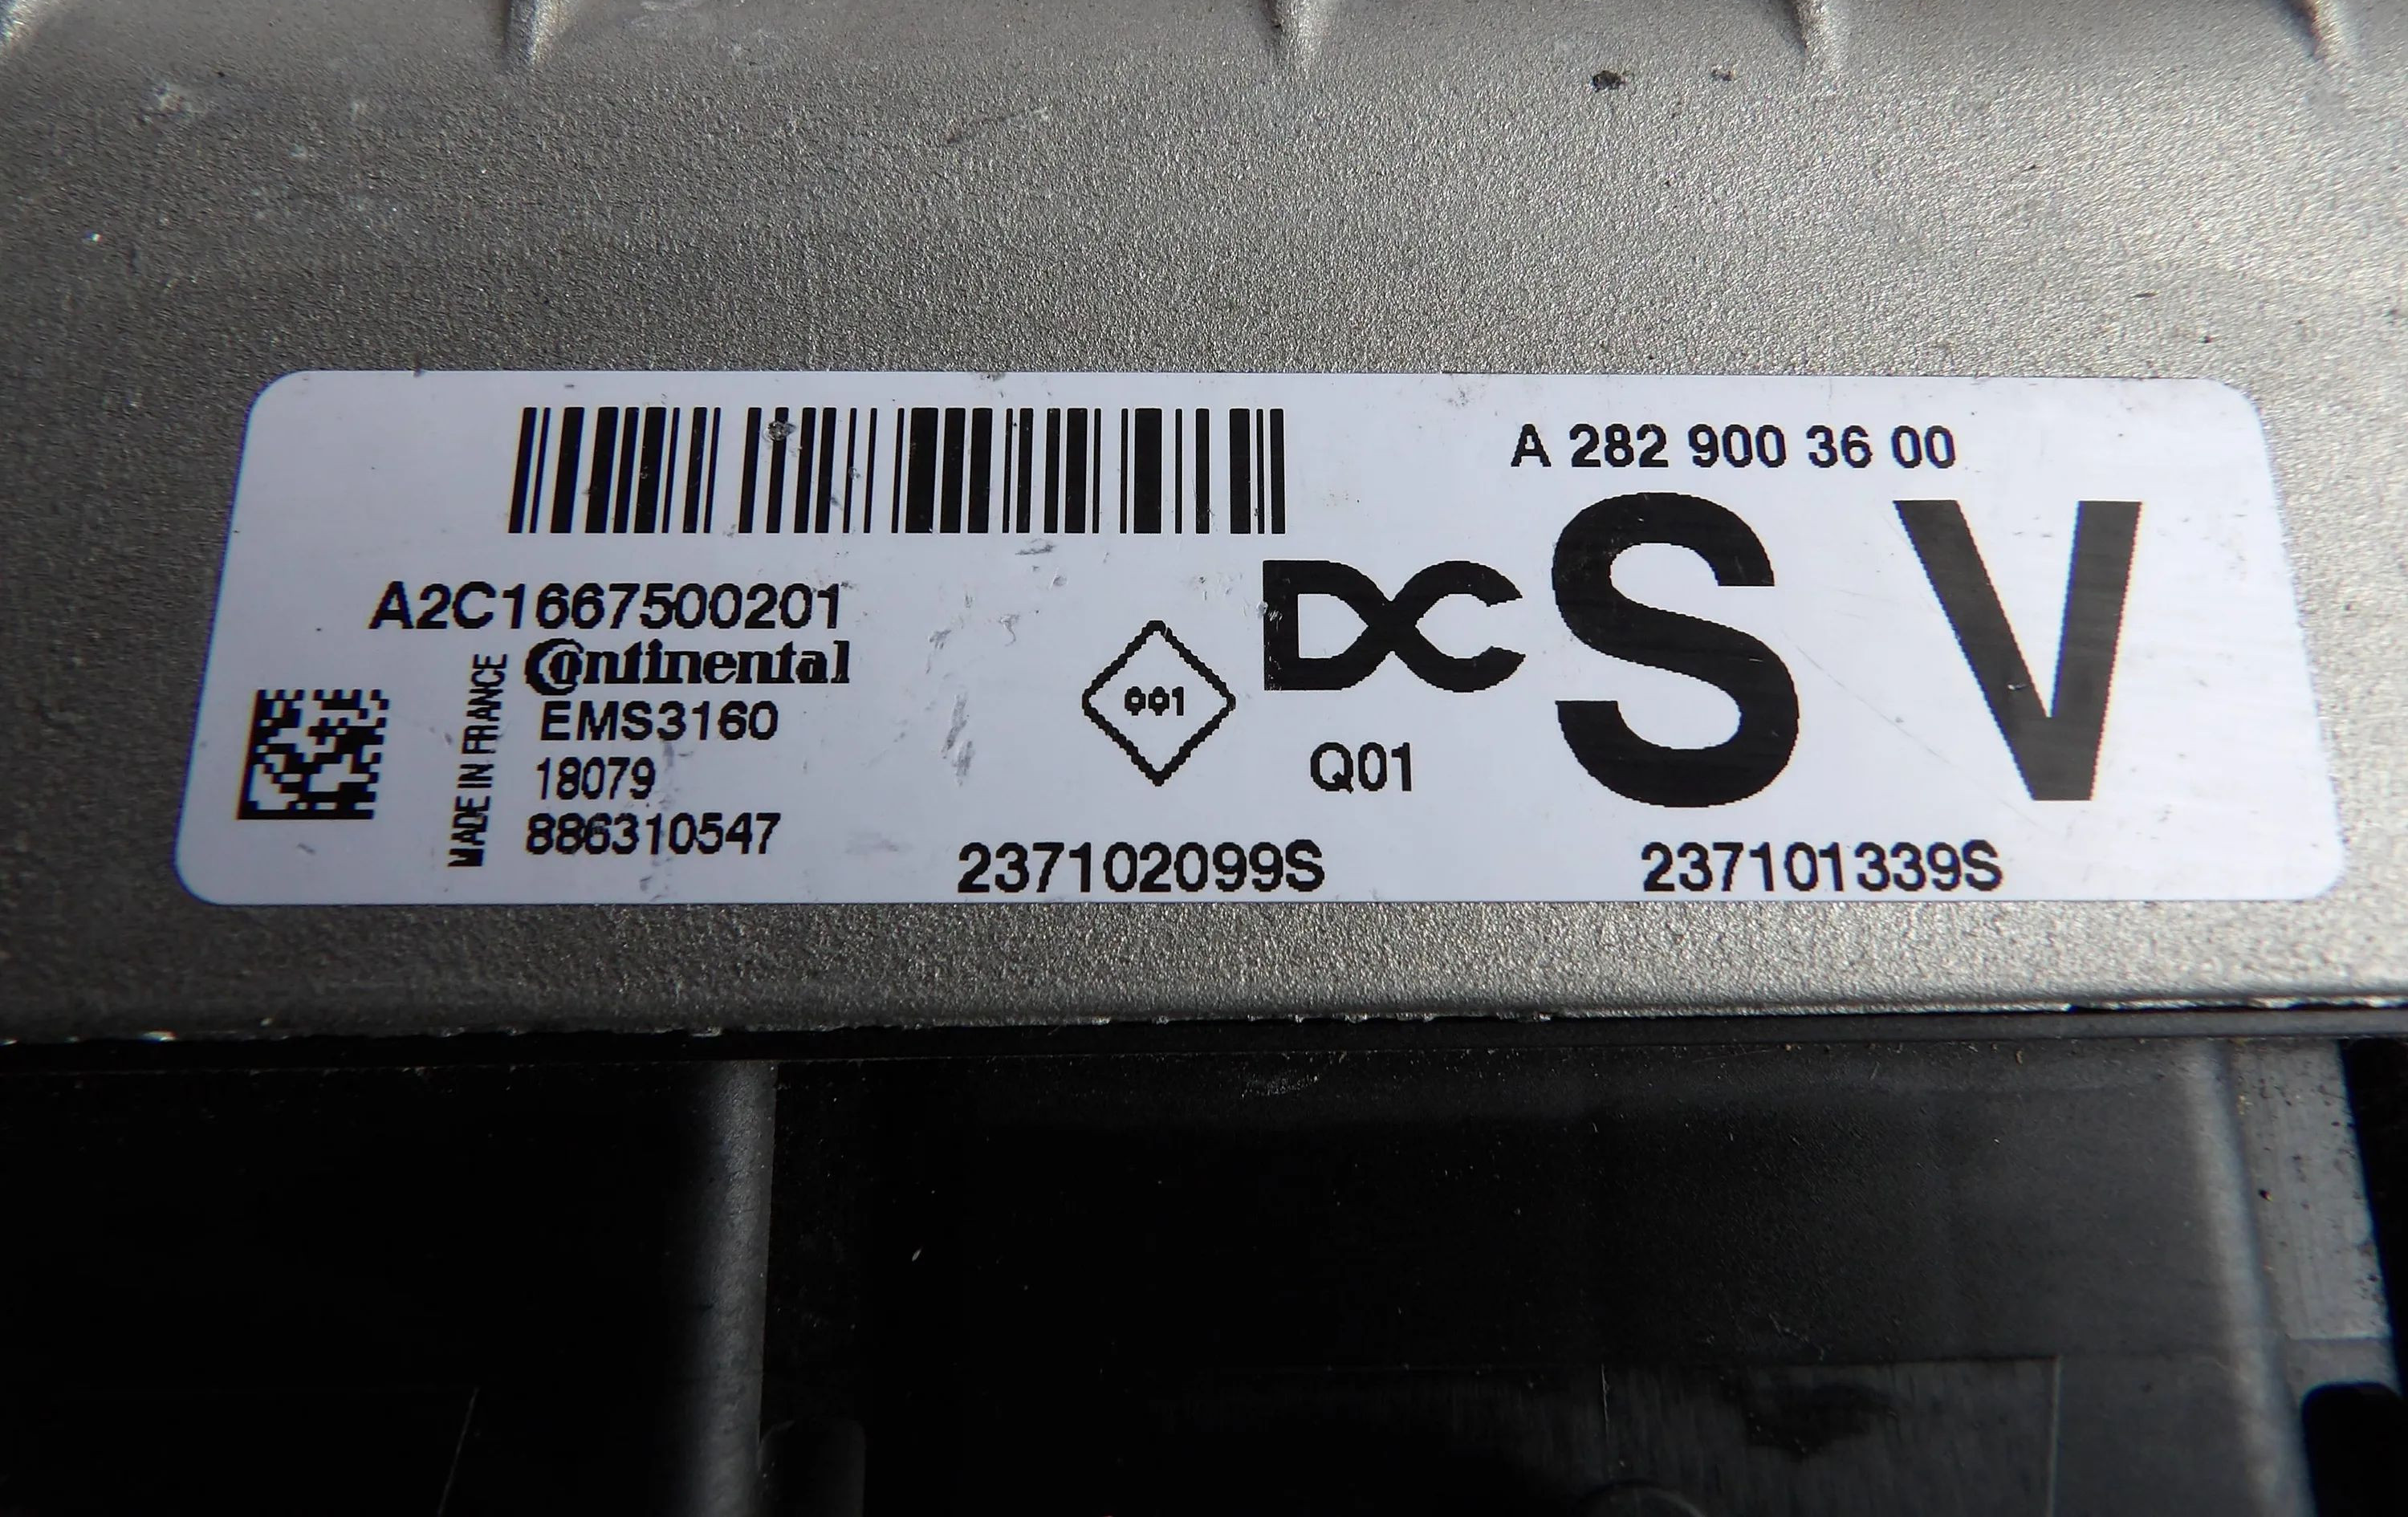 A 282 900 36 00
A2C1667500201
DC
S V
Continental
MADE IN FRANCE
EMS3160
001
Q01
18079
886310547
237102099S
237101339S